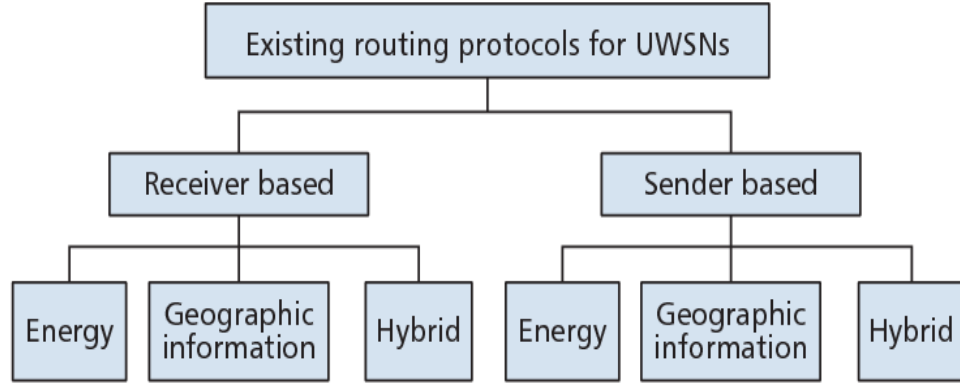 Existing routing protocols for UWSNs
Receiver based
Sender based
Energy
Geographic
information
Hybrid
Energy
Geographic
information
Hybrid